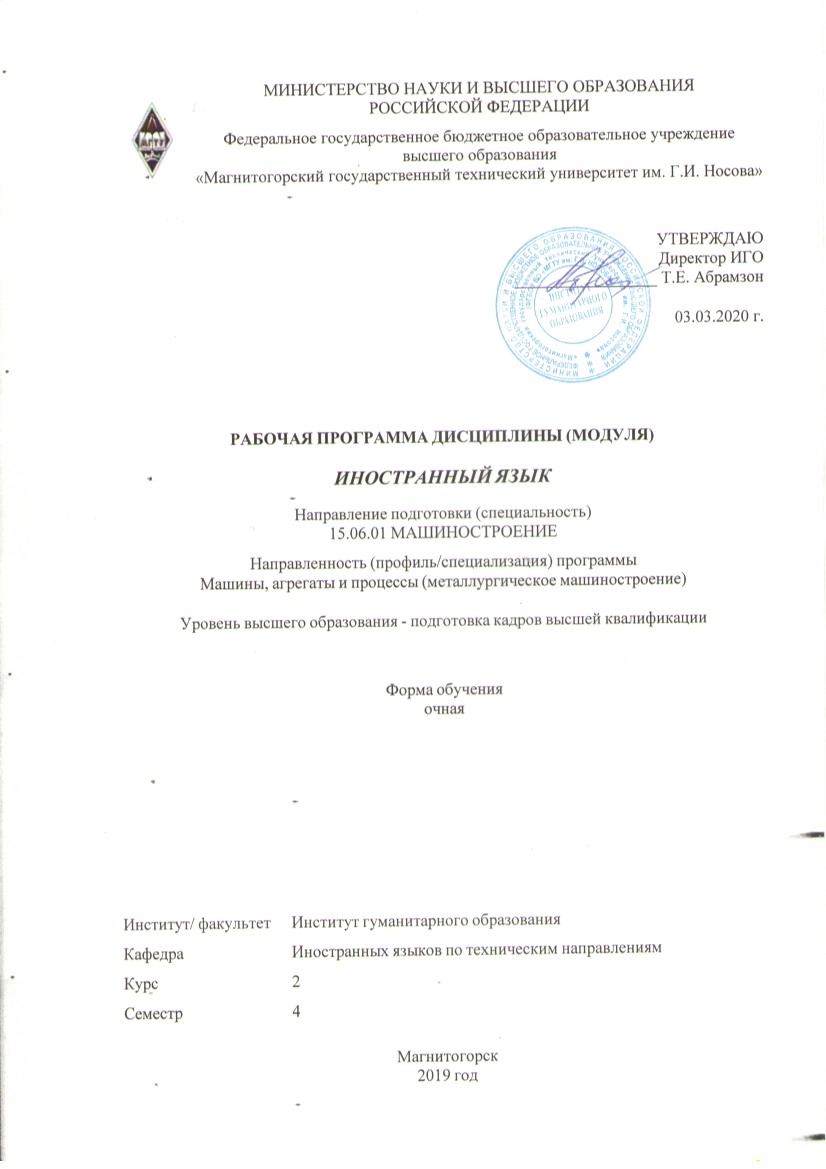 МИНИСТЕРСТВО НАУКИ И ВЫСШЕГО ОБРАЗОВАНИЯ
РОССИЙСКОЙ ФЕДЕРАЦИИ
Федеральное государственное бюджетное образовательное учреждение
высшего образования
«Магнитогорский государственный технический университет им. Г.И. Носова»
УТВЕРЖДАЮ
Директор ИГО
Т.Е. Абрамзон
03.03.2020 г.
ГУМАНИТАРНОГО
ОБРАЗОВАНИЯ
РАБОЧАЯ ПРОГРАММА ДИСЦИПЛИНЫ (МОДУЛЯ)
ИНОСТРАННЫЙ ЯЗЫК
Направление подготовки (специальность)
15.06.01 МАШИНОСТРОЕНИЕ
Направленность (профиль/специализация) программы
Машины, агрегаты и процессы (металлургическое машиностроение)
Уровень высшего образования - подготовка кадров высшей квалификации
Форма обучения
очная
Институт/ факультет Институт гуманитарного образования
Кафедра Иностранных языков по техническим направлениям
Курс 2
Семестр 4
Магнитогорск
2019 год